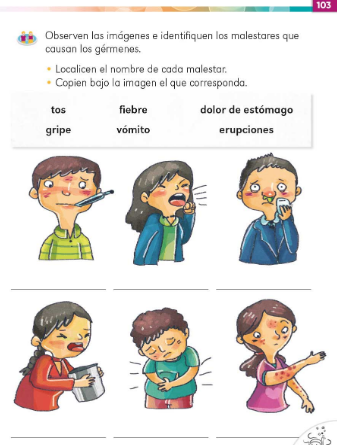 103
Observen las imágenes e identifiquen los malestares que
causan los gérmenes.
• Localicen el nombre de cada malestar.
• Copien bajo la imagen el que corresponda.
tos fiebre dolor de estómago
gripe vómito erupciones